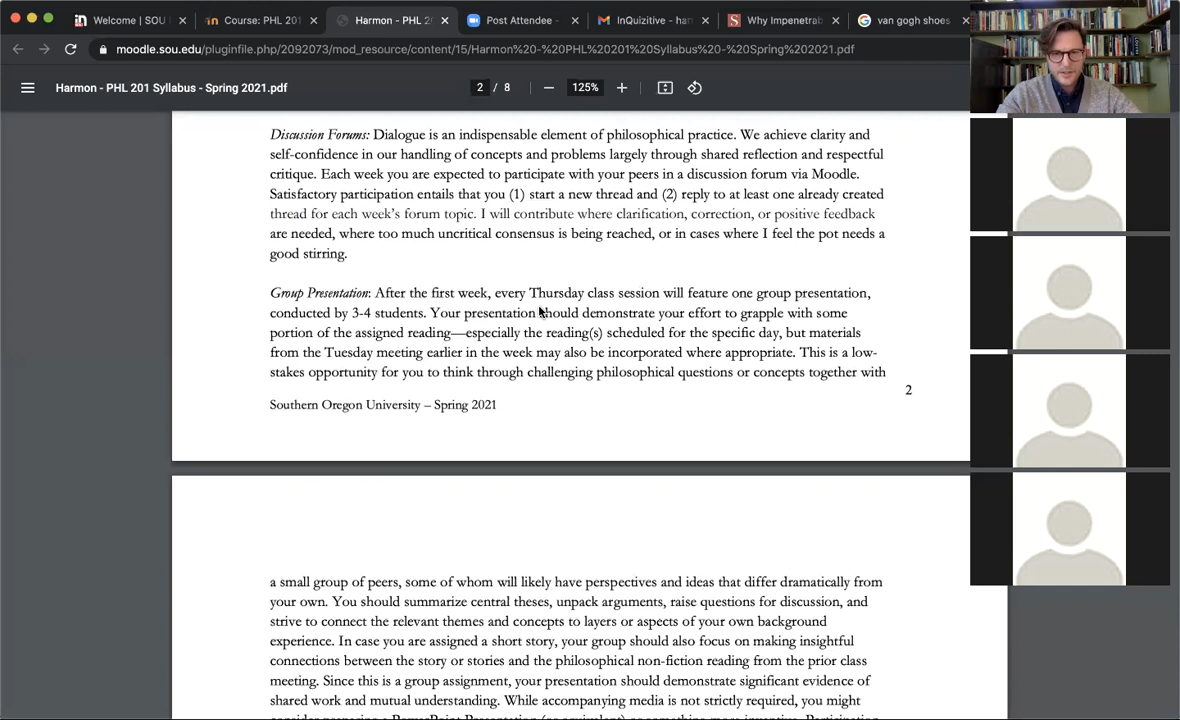 Welcome | SOU
Course: PHL 201
Harmon - PHL 2
Post Attendee -
InQuizitive - har
Why Impenetrab
van gogh shoes
moodle.sou.edu/pluginfile.php/2092073/mod_resource/content/15/Harmon%20-%20PHL%20201%20Syllabus%20-%20Spring%202021.pdf
Harmon - PHL 201 Syllabus - Spring 2021.pdf
2 / 8
125%
Discussion Forums: Dialogue is an indispensable element of philosophical practice. We achieve clarity and
self-confidence in our handling of concepts and problems largely through shared reflection and respectful
critique. Each week you are expected to participate with your peers in a discussion forum via Moodle.
Satisfactory participation entails that you (1) start a new thread and (2) reply to at least one already created
thread for each week's forum topic. I will contribute where clarification, correction, or positive feedback
are needed, where too much uncritical consensus is being reached, or in cases where I feel the pot needs a
good stirring.
Group Presentation: After the first week, every Thursday class session will feature one group presentation,
conducted by 3-4 students. Your presentation should demonstrate your effort to grapple with some
portion of the assigned reading—especially the reading(s) scheduled for the specific day, but materials
from the Tuesday meeting earlier in the week may also be incorporated where appropriate. This is a low-
stakes opportunity for you to think through challenging philosophical questions or concepts together with
2
Southern Oregon University – Spring 2021
a small group of peers, some of whom will likely have perspectives and ideas that differ dramatically from
your own. You should summarize central theses, unpack arguments, raise questions for discussion, and
strive to connect the relevant themes and concepts to layers or aspects of your own background
experience. In case you are assigned a short story, your group should also focus on making insightful
connections between the story or stories and the philosophical non-fiction reading from the prior class
meeting. Since this is a group assignment, your presentation should demonstrate significant evidence of
shared work and mutual understanding. While accompanying media is not strictly required, you might
consider preparing a PowerPoint Presentation (or equivalent) or something more inventive. Participation